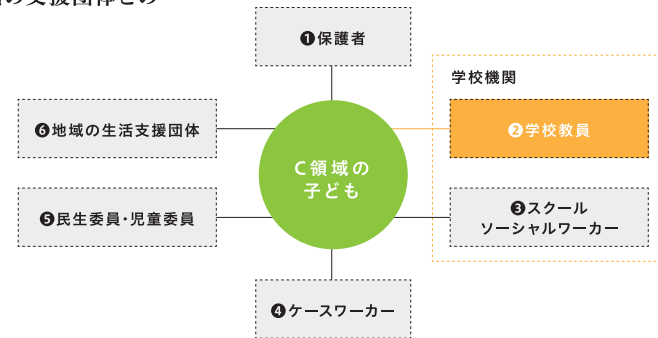 の支援団体との
❶保護者
学校機関
❻地域の生活支援団体
❷学校教員
C領域の
子ども
❺民生委員・児童委員
❸スクール
ソーシャルワーカー
❹ケースワーカー